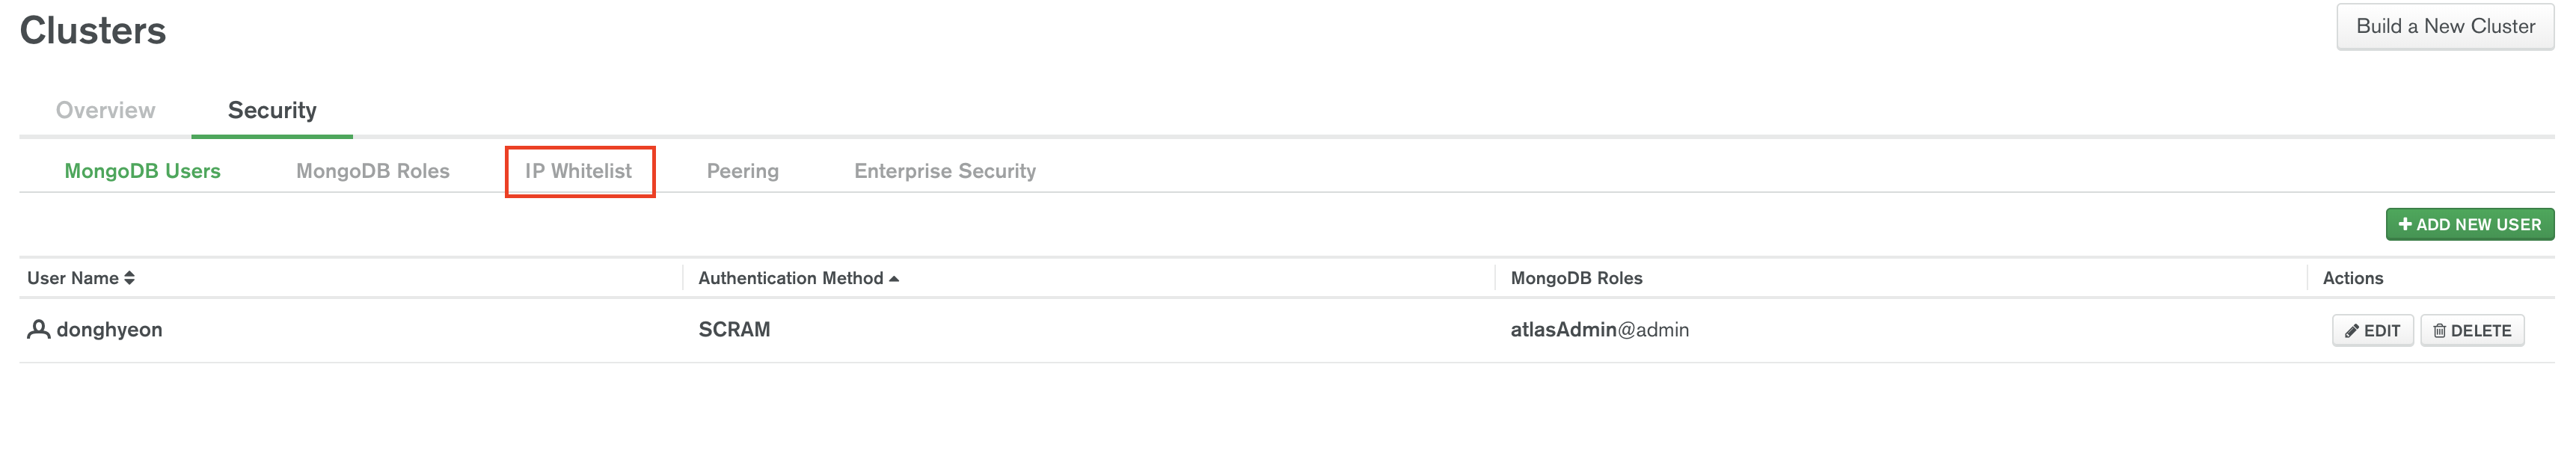 Clusters
Build a New Cluster
Overview Security
MongoDB Users MongoDB Roles IP Whitelist Peering Enterprise Security
ADD NEW USER
User Name Authentication Method MongoDB Roles Actions
donghyeon SCRAM atlasAdmin@admin EDIT DELETE